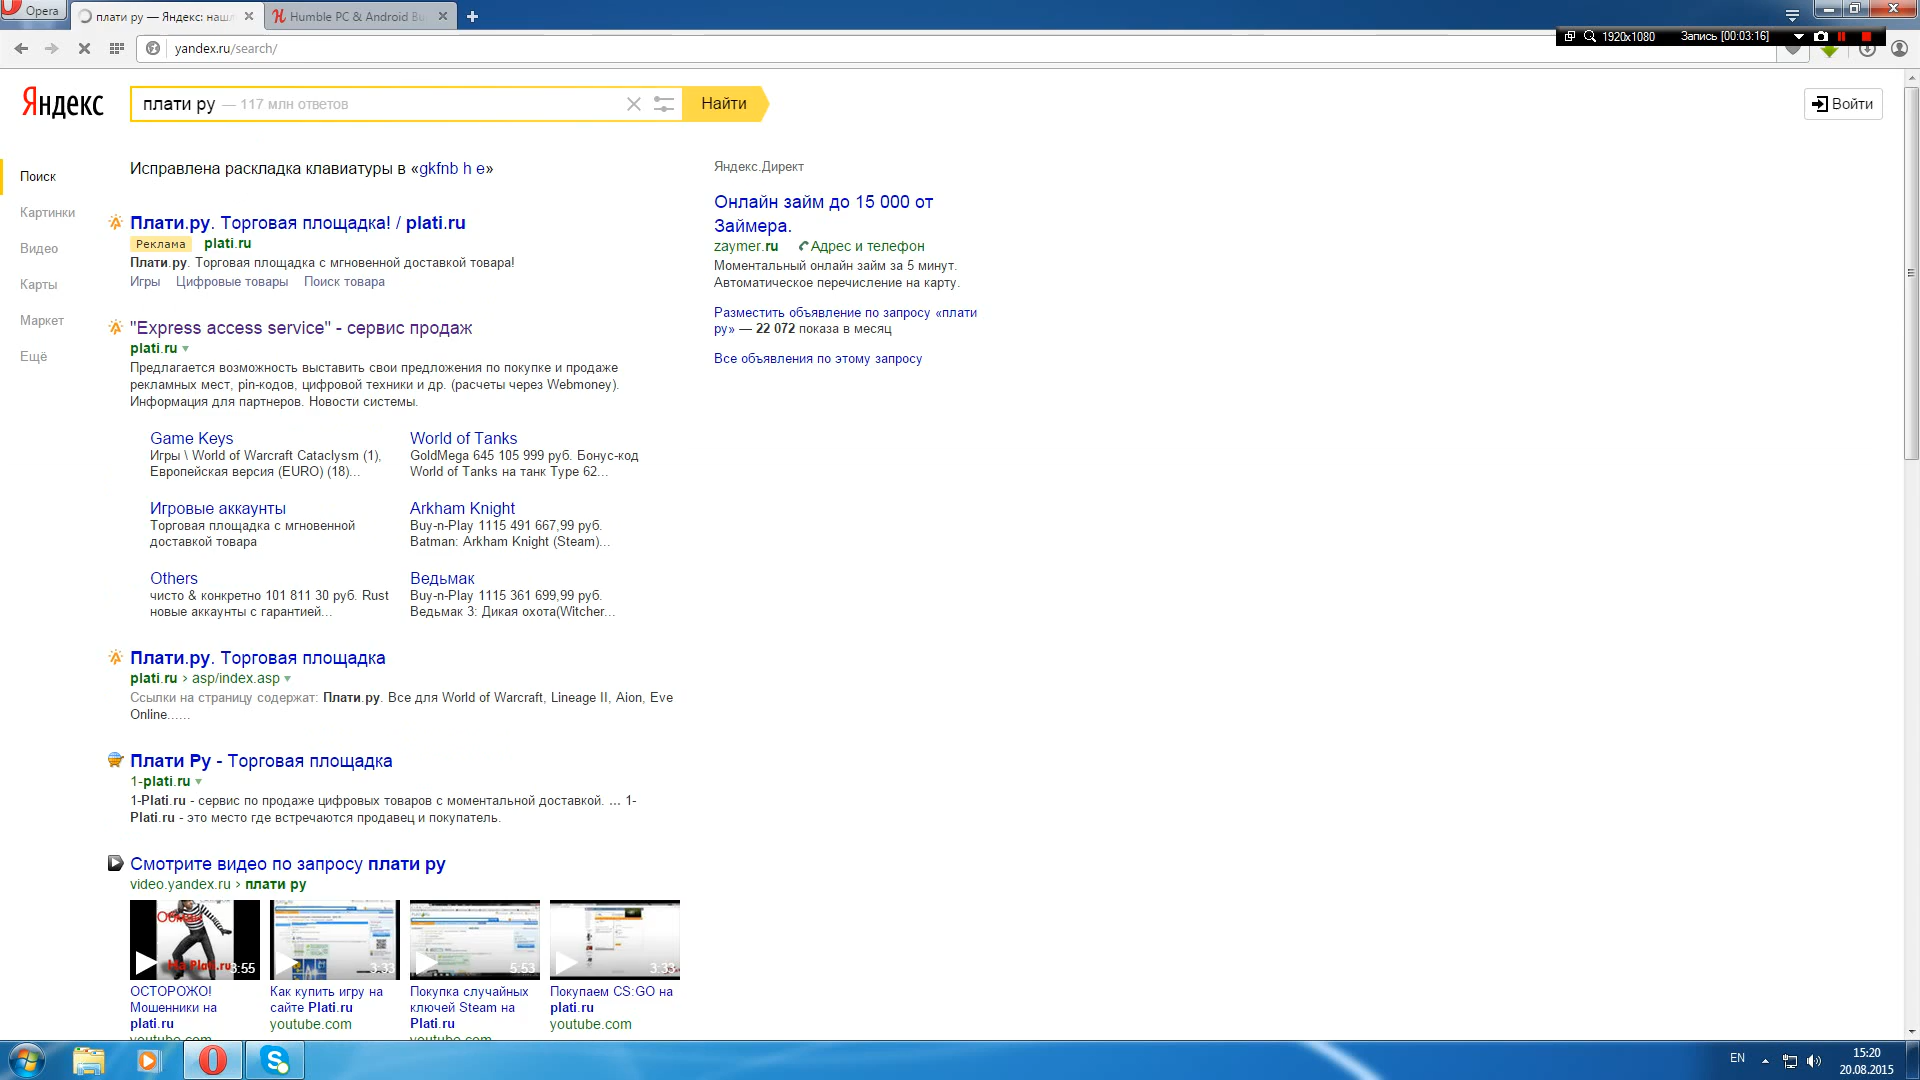 Opera
плати ру — Яндекс: нашл
Humble PC & Android Bu
yandex.ru/search/
1920x1080
Запись [00:03:16]
Яндекс
плати ру — 117 млн ответов
Найти
Войти
Поиск
Картинки
Видео
Карты
Маркет
Ещё
Исправлена раскладка клавиатуры в «gkfnb h e»
Плати.ру. Торговая площадка! / plati.ru
Реклама plati.ru
Плати.ру. Торговая площадка с мгновенной доставкой товара!
Игры Цифровые товары Поиск товара
"Express access service" - сервис продаж
plati.ru
Предлагается возможность выставить свои предложения по покупке и продаже
рекламных мест, pin-кодов, цифровой техники и др. (расчеты через Webmoney).
Информация для партнеров. Новости системы.
Game Keys
Игры \ World of Warcraft Cataclysm (1),
Европейская версия (EURO) (18)...
World of Tanks
GoldMega 645 105 999 руб. Бонус-код
World of Tanks на танк Type 62...
Игровые аккаунты
Торговая площадка с мгновенной
доставкой товара
Arkham Knight
Buy-n-Play 1115 491 667,99 руб.
Batman: Arkham Knight (Steam)...
Others
чисто & конкретно 101 811 30 руб. Rust
новые аккаунты с гарантией...
Ведьмак
Buy-n-Play 1115 361 699,99 руб.
Ведьмак 3: Дикая охота(Witcher...
Плати.ру. Торговая площадка
plati.ru › asp/index.asp
Ссылки на страницу содержат: Плати.ру. Все для World of Warcraft, Lineage II, Aion, Eve
Online......
Плати Ру - Торговая площадка
1-plati.ru
1-Plati.ru - сервис по продаже цифровых товаров с моментальной доставкой. ... 1-
Plati.ru - это место где встречаются продавец и покупатель.
Смотрите видео по запросу плати ру
video.yandex.ru › плати ру
Обман
На Plati.ru
3:55
3:33
5:53
3:33
ОСТОРОЖО!
Мошенники на
plati.ru
youtube.com
Как купить игру на
сайте Plati.ru
youtube.com
Покупка случайных
ключей Steam на
Plati.ru
youtube.com
Покупаем CS:GO на
plati.ru
youtube.com
Яндекс.Директ
Онлайн займ до 15 000 от
Займера.
zaymer.ru Адрес и телефон
Моментальный онлайн займ за 5 минут.
Автоматическое перечисление на карту.
Разместить объявление по запросу «плати
ру» — 22 072 показа в месяц
Все объявления по этому запросу
EN
15:20
20.08.2015